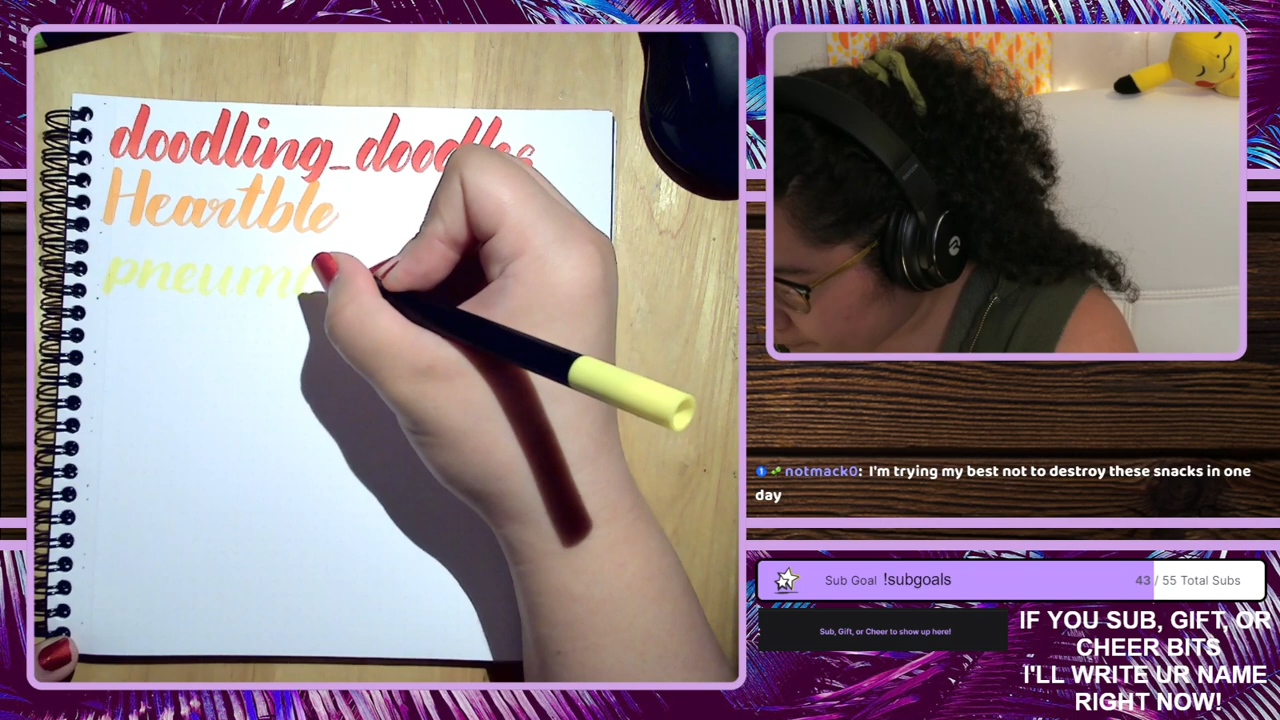 doodling_doodles
Heartble
notmack0: I'm trying my best not to destroy these snacks in one
day
Sub Goal !subgoals 43 / 55 Total Subs
Sub, Gift, or Cheer to show up here!
IF YOU SUB, GIFT, OR
CHEER BITS
I'LL WRITE UR NAME
RIGHT NOW!